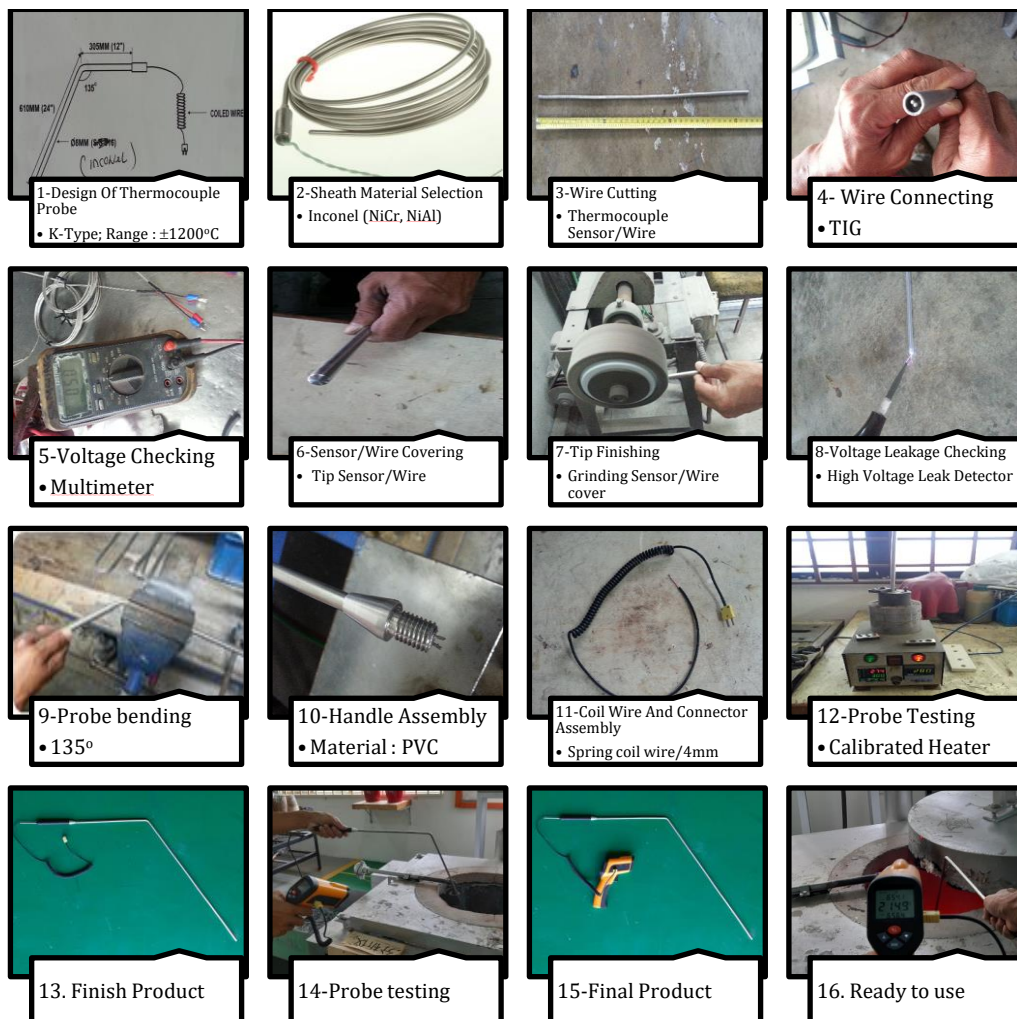 305MM (12")
135°
610MM (24")
COILED WIRE
(inconel)
1-Design Of Thermocouple
Probe
• K-Type; Range : ±1200°C
2-Sheath Material Selection
• Inconel (NiCr, NiAl)
3-Wire Cutting
• Thermocouple
Sensor/Wire
4- Wire Connecting
• TIG
5-Voltage Checking
• Multimeter
6-Sensor/Wire Covering
• Tip Sensor/Wire
7-Tip Finishing
• Grinding Sensor/Wire
cover
8-Voltage Leakage Checking
• High Voltage Leak Detector
9-Probe bending
• 135°
10-Handle Assembly
• Material : PVC
11-Coil Wire And Connector
Assembly
• Spring coil wire/4mm
12-Probe Testing
• Calibrated Heater
13. Finish Product
14-Probe testing
15-Final Product
2149
16. Ready to use